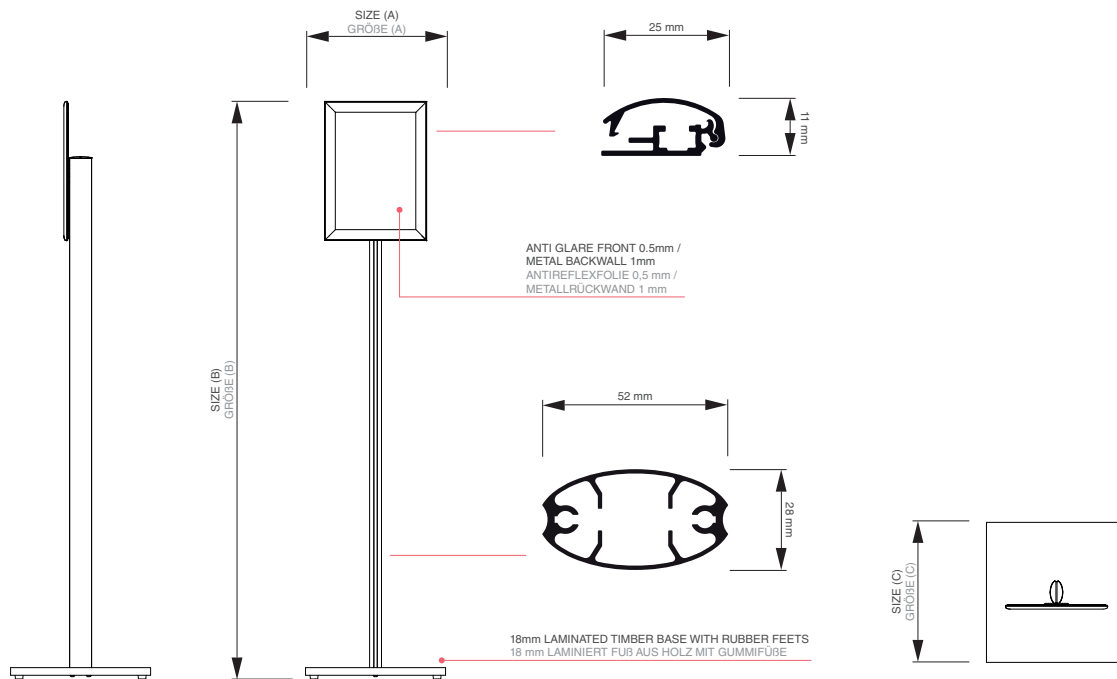 SIZE (A)
GRÖßE (A)
25 mm
11 mm
ANTI GLARE FRONT 0.5mm /
METAL BACKWALL 1mm
ANTIREFLEXFOLIE 0,5 mm /
METALLRÜCKWAND 1 mm
SIZE (B)
GRÖßE (B)
52 mm
28 mm
SIZE (C)
GRÖßE (C)
18mm LAMINATED TIMBER BASE WITH RUBBER FEETS
18 mm LAMINIERT FUß AUS HOLZ MIT GUMMIFÜßE